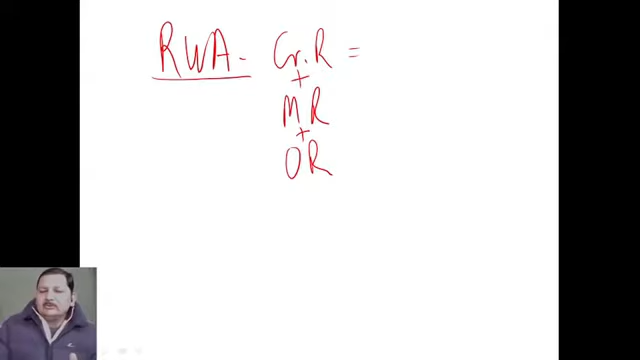 RWA - Cr.R =
+
MR
+
OR